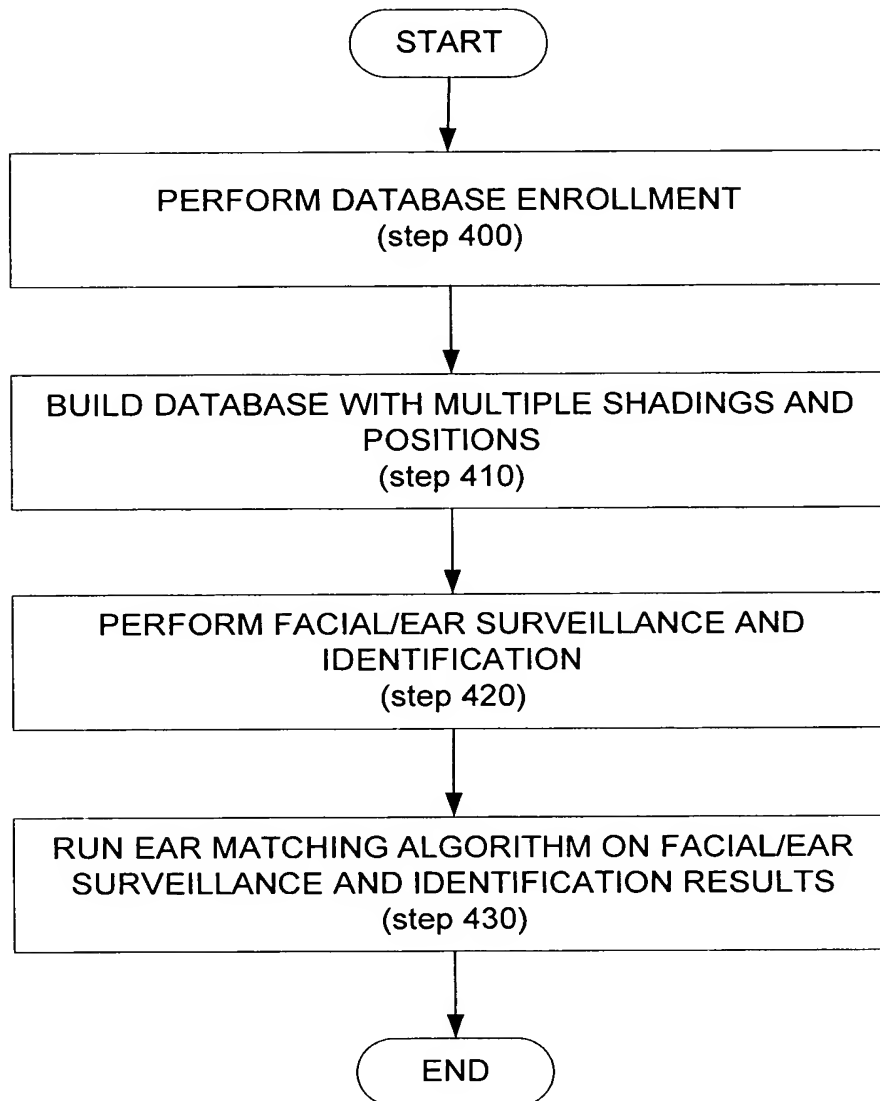 START
PERFORM DATABASE ENROLLMENT
(step 400)
BUILD DATABASE WITH MULTIPLE SHADINGS AND
POSITIONS
(step 410)
PERFORM FACIAL/EAR SURVEILLANCE AND
IDENTIFICATION
(step 420)
RUN EAR MATCHING ALGORITHM ON FACIAL/EAR
SURVEILLANCE AND IDENTIFICATION RESULTS
(step 430)
END